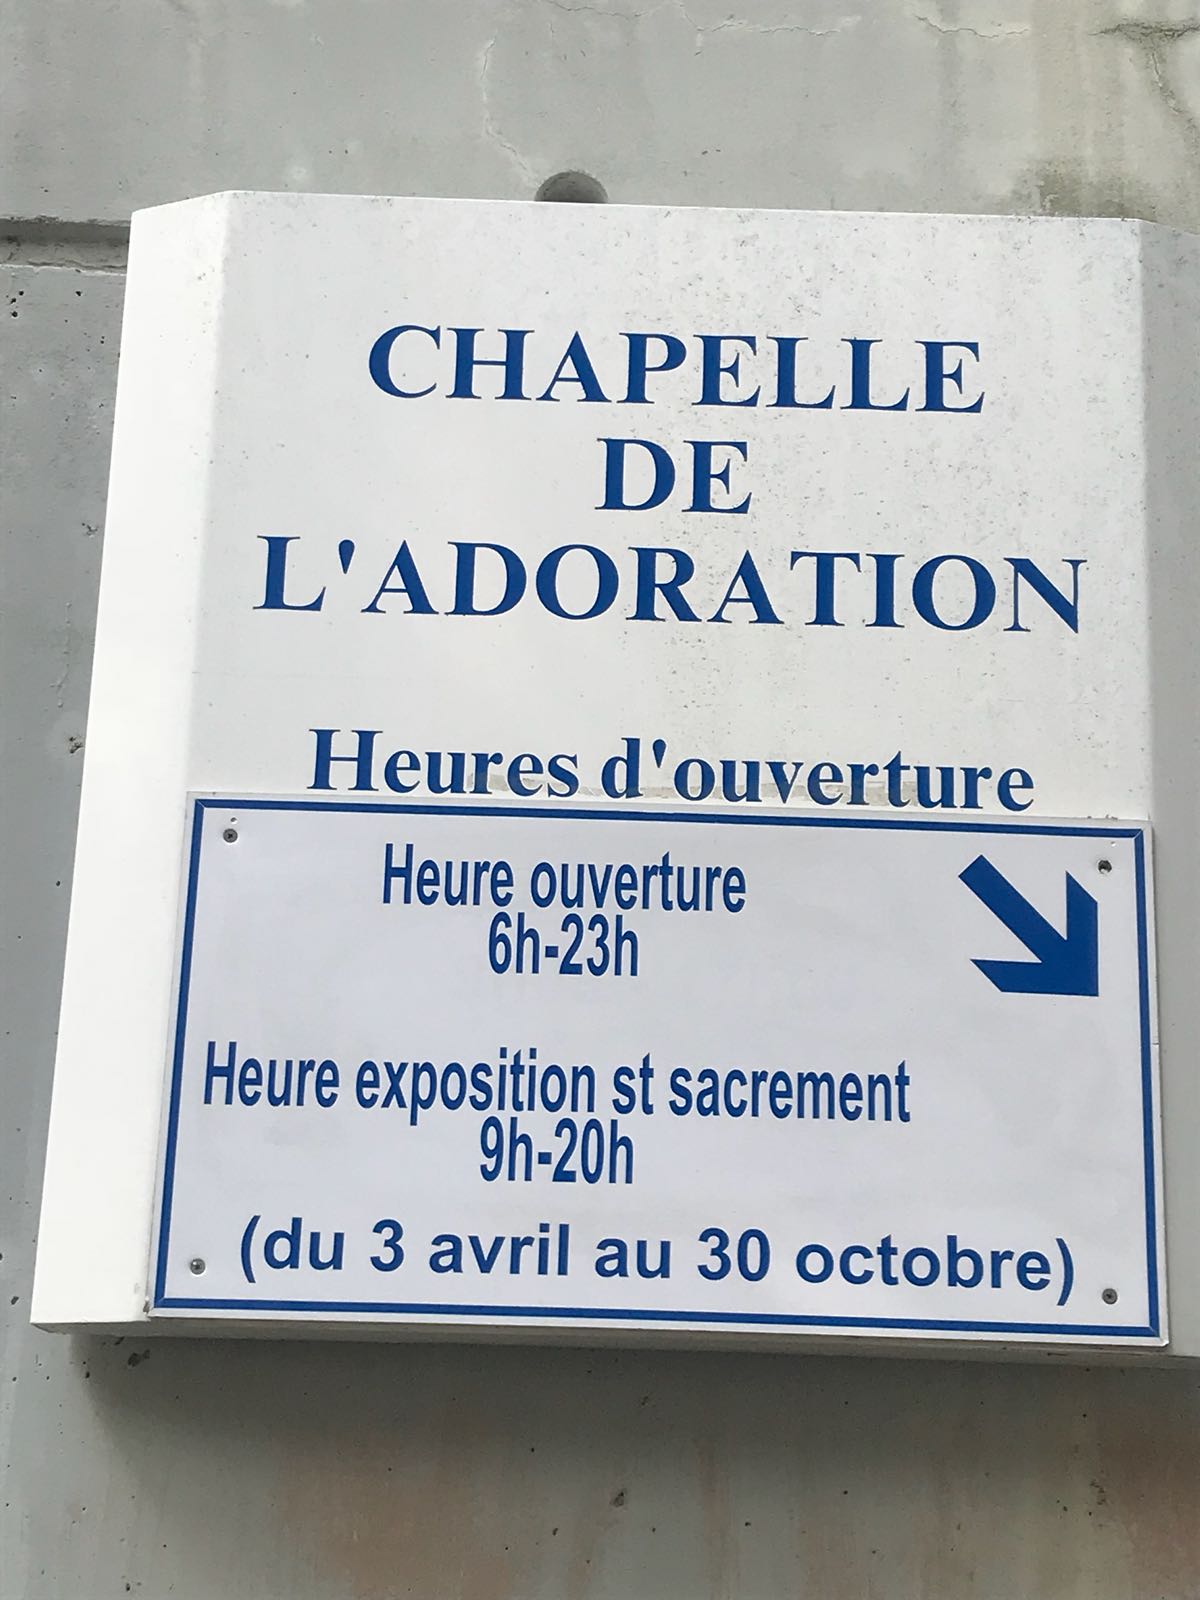 CHAPELLE
DE
L'ADORATION
Heures d'ouverture
Heure ouverture
6h-23h
Heure exposition st sacrement
9h-20h
(du 3 avril au 30 octobre)